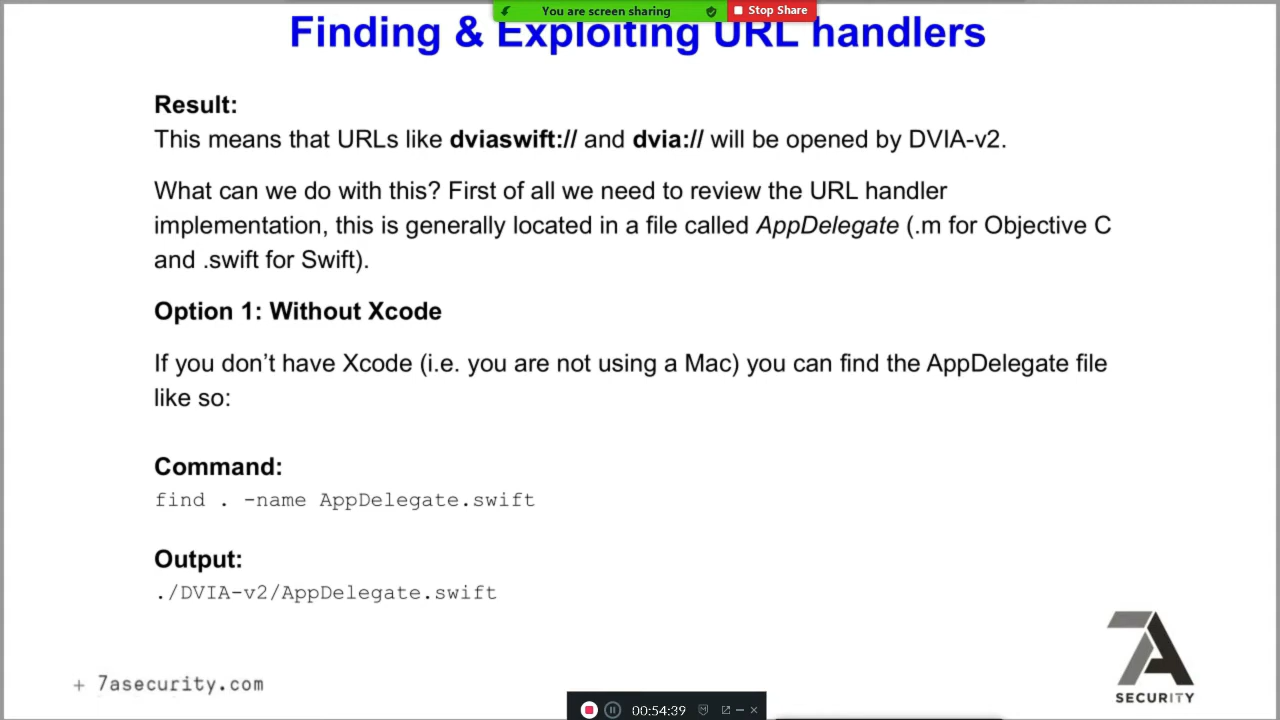 You are screen sharing
Stop Share
Finding & Exploiting URL handlers
Result:
This means that URLs like dviaswift:// and dvia:// will be opened by DVIA-v2.
What can we do with this? First of all we need to review the URL handler
implementation, this is generally located in a file called AppDelegate (.m for Objective C
and .swift for Swift).
Option 1: Without Xcode
If you don’t have Xcode (i.e. you are not using a Mac) you can find the AppDelegate file
like so:
Command:
find . -name AppDelegate.swift
Output:
./DVIA-v2/AppDelegate.swift
+ 7asecurity.com
7A
SECURITY
00:54:39